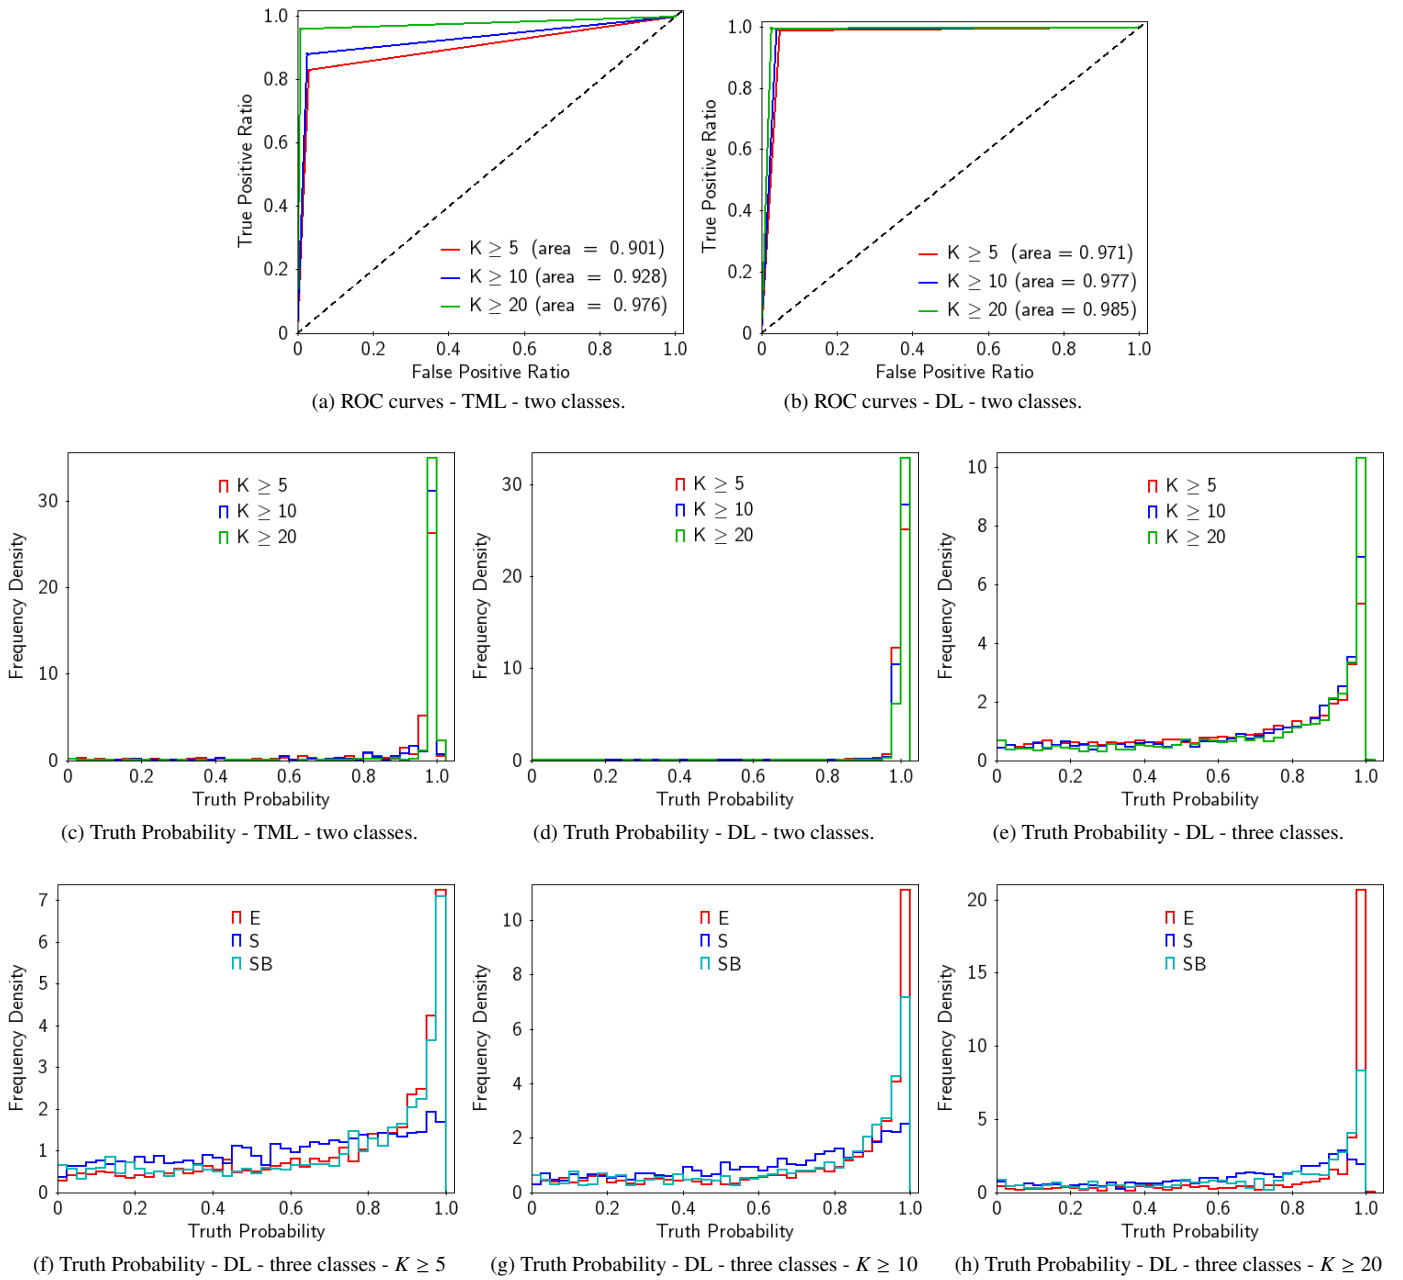 True Positive Ratio
1.0
0.8
0.6
0.4
0.2
0
K ≥ 5 (area = 0.901)
K ≥ 10 (area = 0.928)
K ≥ 20 (area = 0.976)
0 0.2 0.4 0.6 0.8 1.0
False Positive Ratio
(a) ROC curves - TML - two classes.
True Positive Ratio
1.0
0.8
0.6
0.4
0.2
0
K ≥ 5 (area = 0.971)
K ≥ 10 (area = 0.977)
K ≥ 20 (area = 0.985)
0 0.2 0.4 0.6 0.8 1.0
False Positive Ratio
(b) ROC curves - DL - two classes.
Frequency Density
30
20
10
0
K ≥ 5
K ≥ 10
K ≥ 20
0 0.2 0.4 0.6 0.8 1.0
Truth Probability
(c) Truth Probability - TML - two classes.
Frequency Density
30
20
10
0
K ≥ 5
K ≥ 10
K ≥ 20
0 0.2 0.4 0.6 0.8 1.0
Truth Probability
(d) Truth Probability - DL - two classes.
Frequency Density
10
8
6
4
2
0
K ≥ 5
K ≥ 10
K ≥ 20
0 0.2 0.4 0.6 0.8 1.0
Truth Probability
(e) Truth Probability - DL - three classes.
Frequency Density
7
6
5
4
3
2
1
0
E
S
SB
0 0.2 0.4 0.6 0.8 1.0
Truth Probability
(f) Truth Probability - DL - three classes - K ≥ 5
Frequency Density
10
8
6
4
2
0
E
S
SB
0 0.2 0.4 0.6 0.8 1.0
Truth Probability
(g) Truth Probability - DL - three classes - K ≥ 10
Frequency Density
20
15
10
5
0
E
S
SB
0 0.2 0.4 0.6 0.8 1.0
Truth Probability
(h) Truth Probability - DL - three classes - K ≥ 20